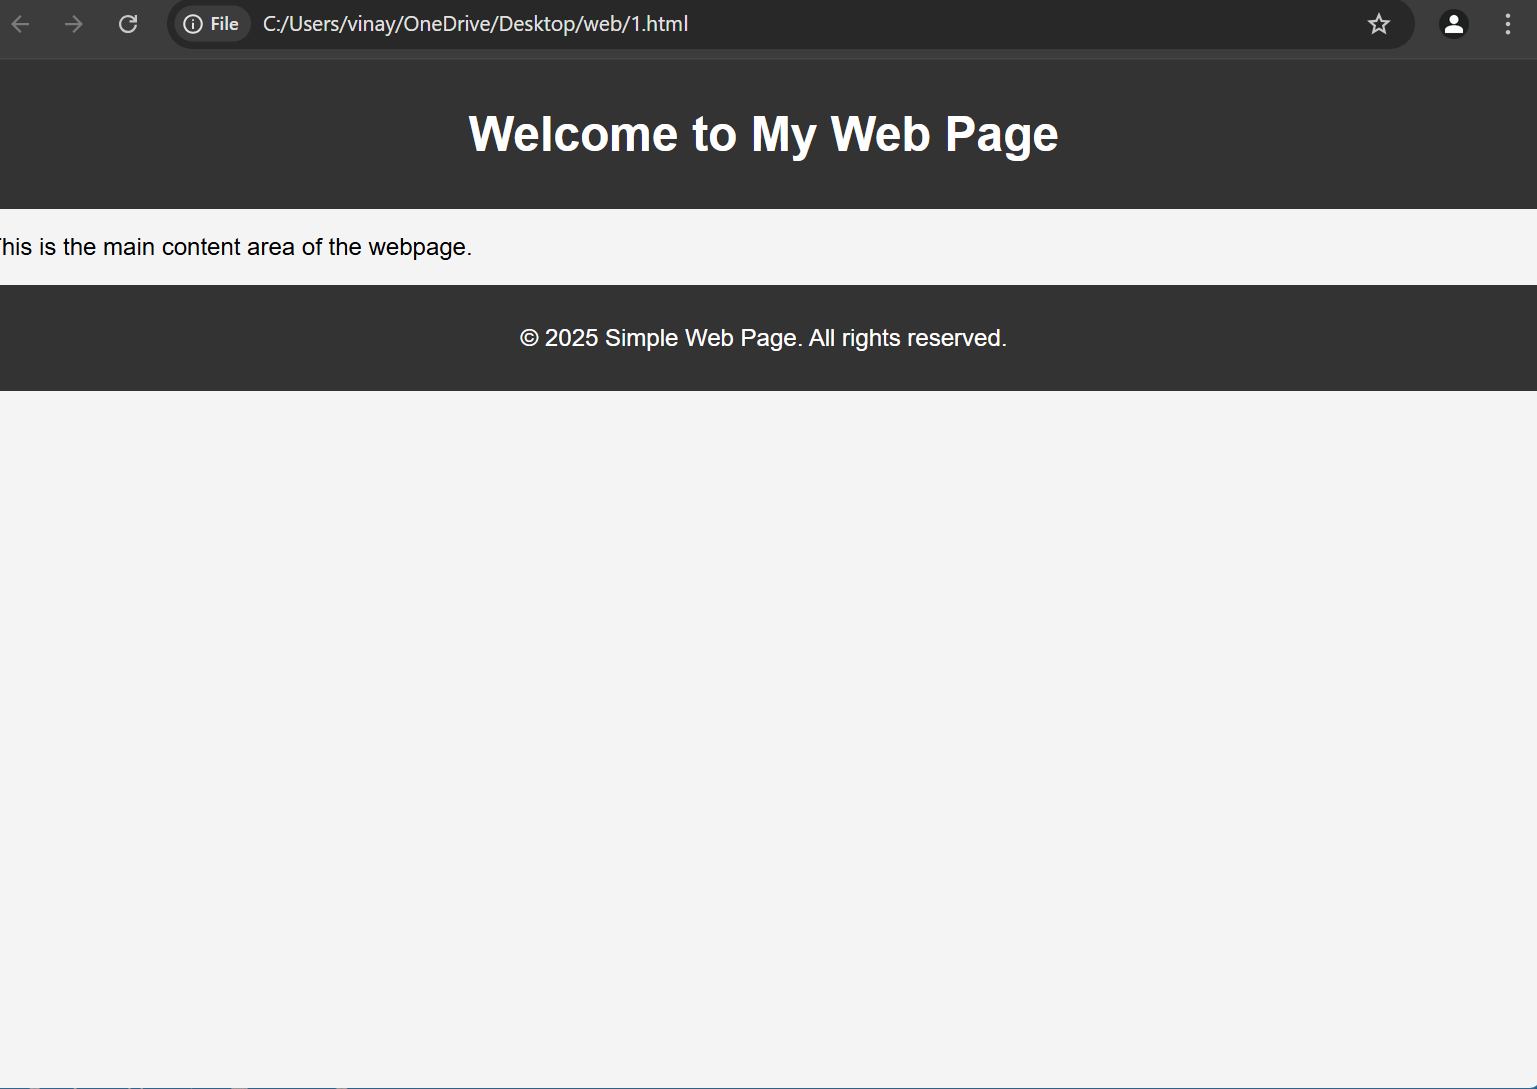 File C:/Users/vinay/OneDrive/Desktop/web/1.html
Welcome to My Web Page
This is the main content area of the webpage.
© 2025 Simple Web Page. All rights reserved.